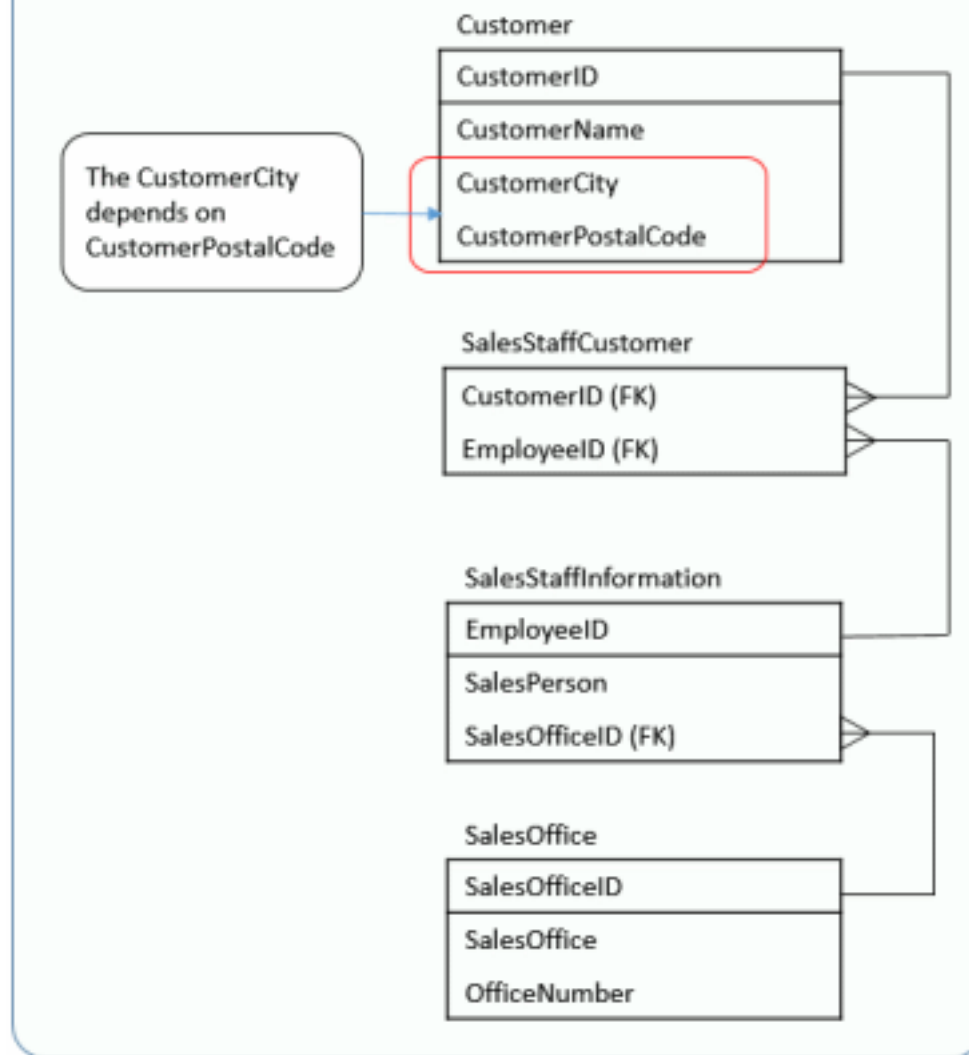 Customer
CustomerID
CustomerName
CustomerCity
CustomerPostalCode
The CustomerCity
depends on
CustomerPostalCode
SalesStaffCustomer
CustomerID (FK)
EmployeeID (FK)
SalesStaffInformation
EmployeeID
SalesPerson
SalesOfficeID (FK)
SalesOffice
SalesOfficeID
SalesOffice
OfficeNumber